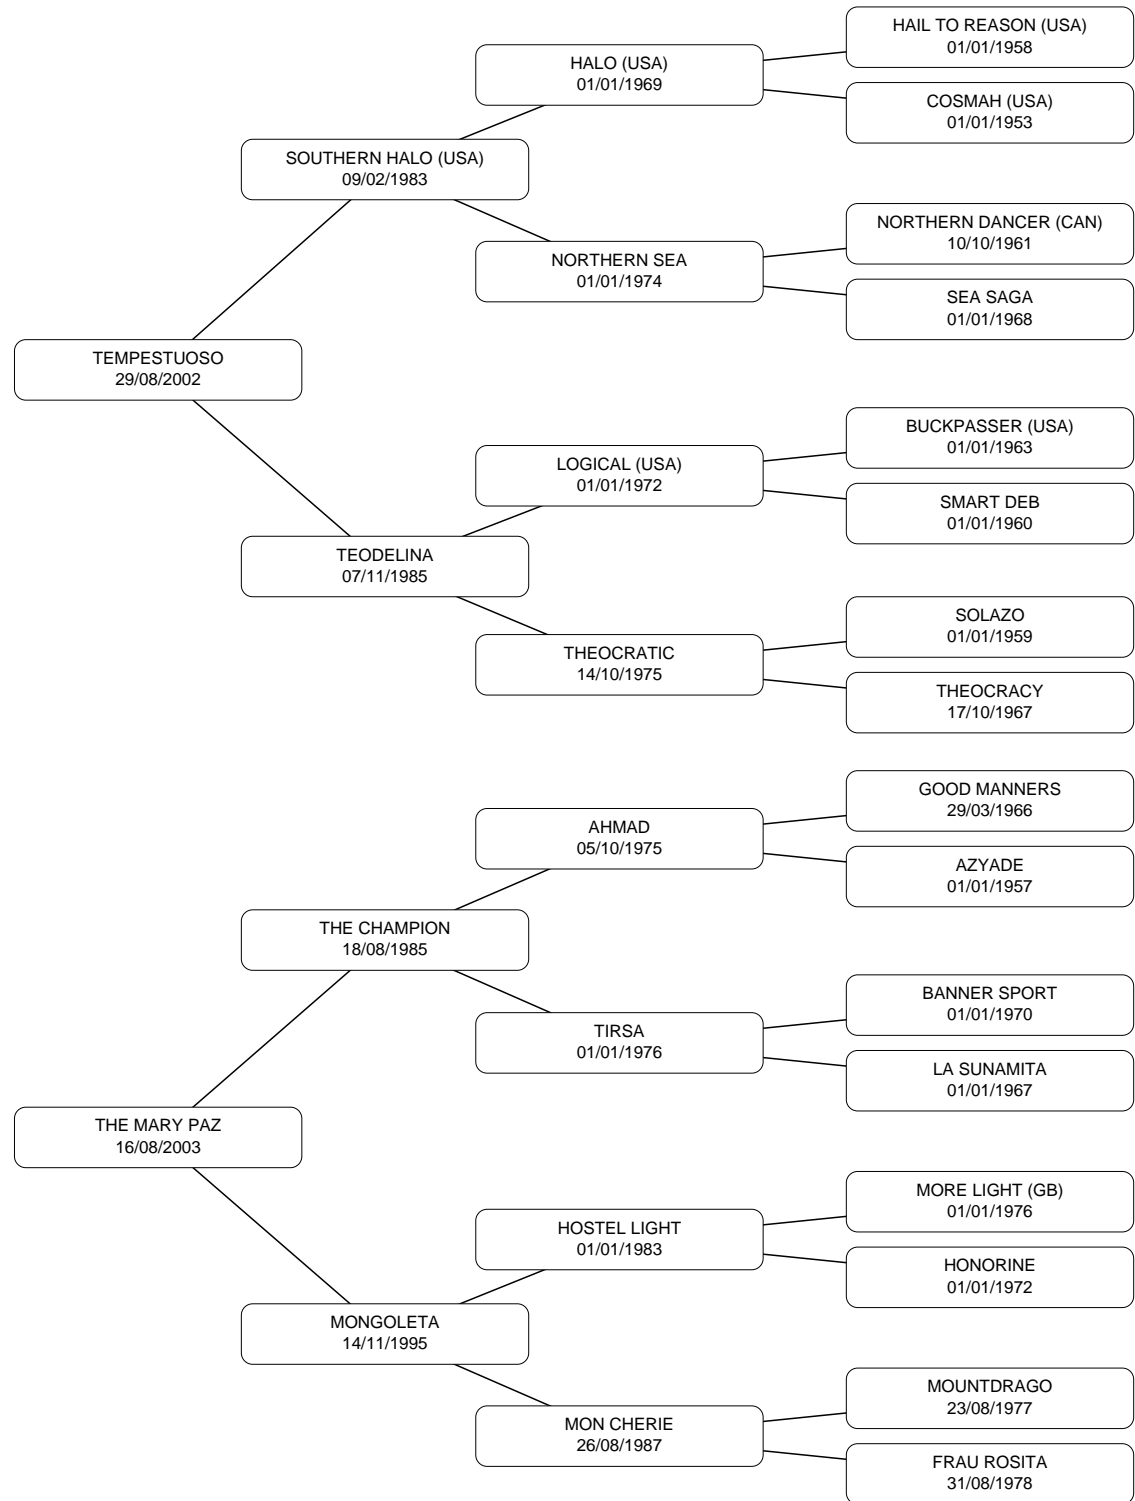 HAIL TO REASON (USA)
01/01/1958
HALO (USA)
01/01/1969
COSMAH (USA)
01/01/1953
SOUTHERN HALO (USA)
09/02/1983
NORTHERN DANCER (CAN)
10/10/1961
NORTHERN SEA
01/01/1974
SEA SAGA
01/01/1968
TEMPESTUOSO
29/08/2002
BUCKPASSER (USA)
01/01/1963
LOGICAL (USA)
01/01/1972
SMART DEB
01/01/1960
TEODELINA
07/11/1985
SOLAZO
01/01/1959
THEOCRATIC
14/10/1975
THEOCRACY
17/10/1967
GOOD MANNERS
29/03/1966
AHMAD
05/10/1975
AZYADE
01/01/1957
THE CHAMPION
18/08/1985
BANNER SPORT
01/01/1970
TIRSA
01/01/1976
LA SUNAMITA
01/01/1967
THE MARY PAZ
16/08/2003
MORE LIGHT (GB)
01/01/1976
HOSTEL LIGHT
01/01/1983
HONORINE
01/01/1972
MONGOLETA
14/11/1995
MOUNTDRAGO
23/08/1977
MON CHERIE
26/08/1987
FRAU ROSITA
31/08/1978